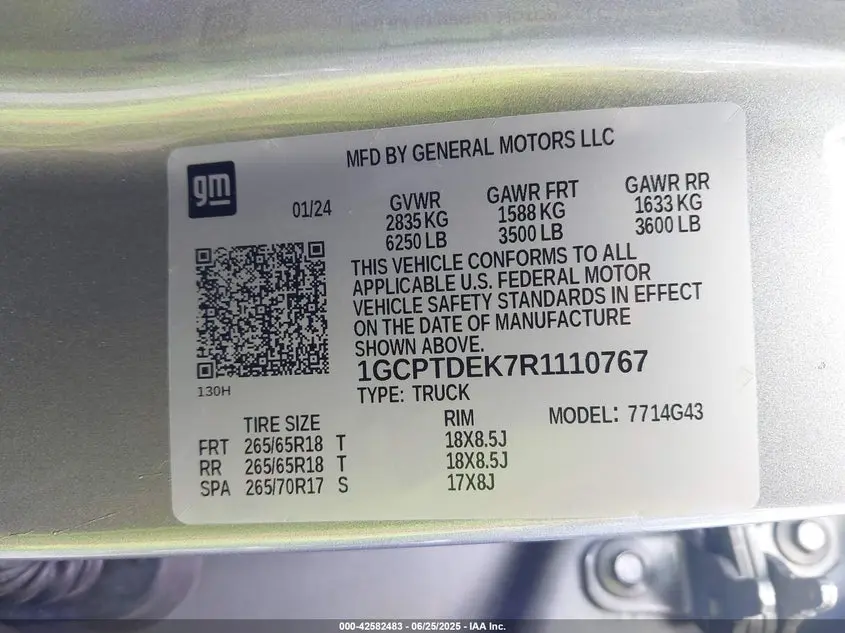 MFD BY GENERAL MOTORS LLC
gm
01/24
GVWR
2835 KG
6250 LB
GAWR FRT
1588 KG
3500 LB
GAWR RR
1633 KG
3600 LB
THIS VEHICLE CONFORMS TO ALL
APPLICABLE U.S. FEDERAL MOTOR
VEHICLE SAFETY STANDARDS IN EFFECT
ON THE DATE OF MANUFACTURE
SHOWN ABOVE.
1GCPTDEK7R1110767
130H
TYPE: TRUCK
MODEL: 7714G43
TIRE SIZE RIM
FRT 265/65R18 T 18X8.5J
RR 265/65R18 T 18X8.5J
SPA 265/70R17 S 17X8J
000-42582483 - 06/25/2025 - IAA Inc.